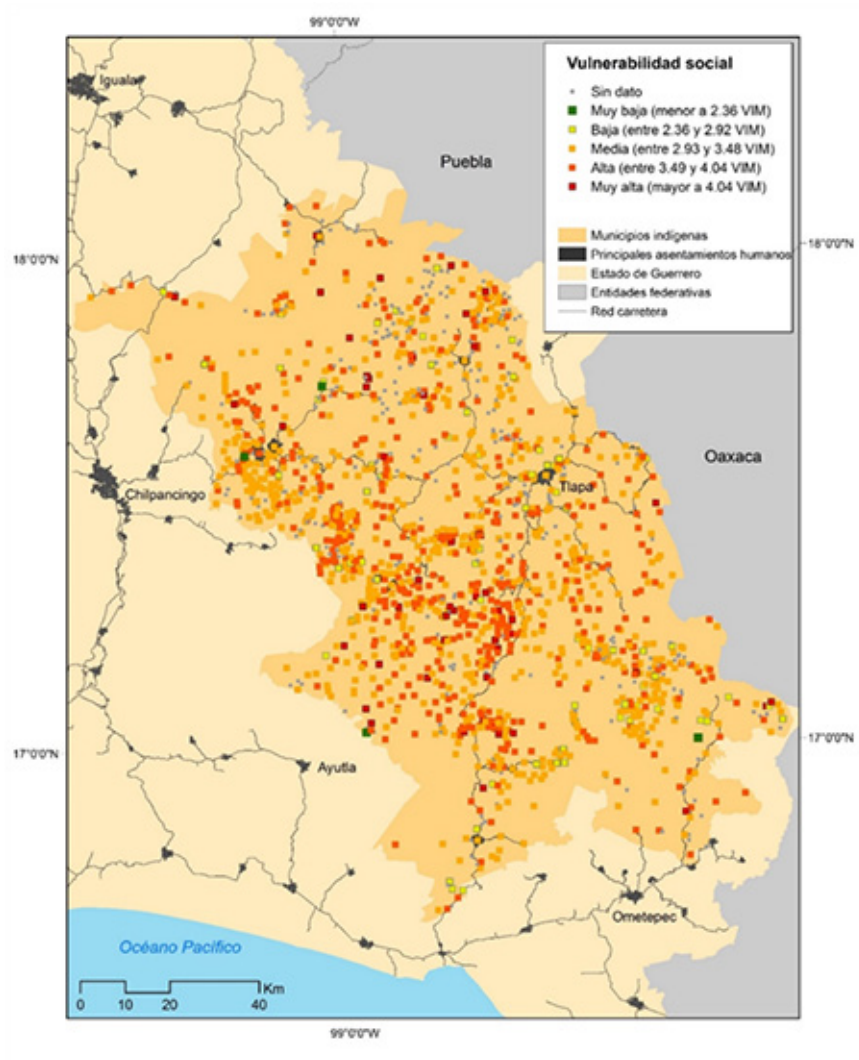 99°0'0"W
Iguala
Puebla
Vulnerabilidad social
Sin dato
Muy baja (menor a 2.36 VIM)
Baja (entre 2.36 y 2.92 VIM)
Media (entre 2.93 y 3.48 VIM)
Alta (entre 3.49 y 4.04 VIM)
Muy alta (mayor a 4.04 VIM)
Municipios indígenas
Principales asentamientos humanos
Estado de Guerrero
Entidades federativas
Red carretera
18°0'0"N
18°0'0"N
Oaxaca
Tlapa
Chilpancingo
17°0'0"N
17°0'0"N
Ayutla
Ometepec
Océano Pacífico
Km
0 10 20 40
99°0'0"W